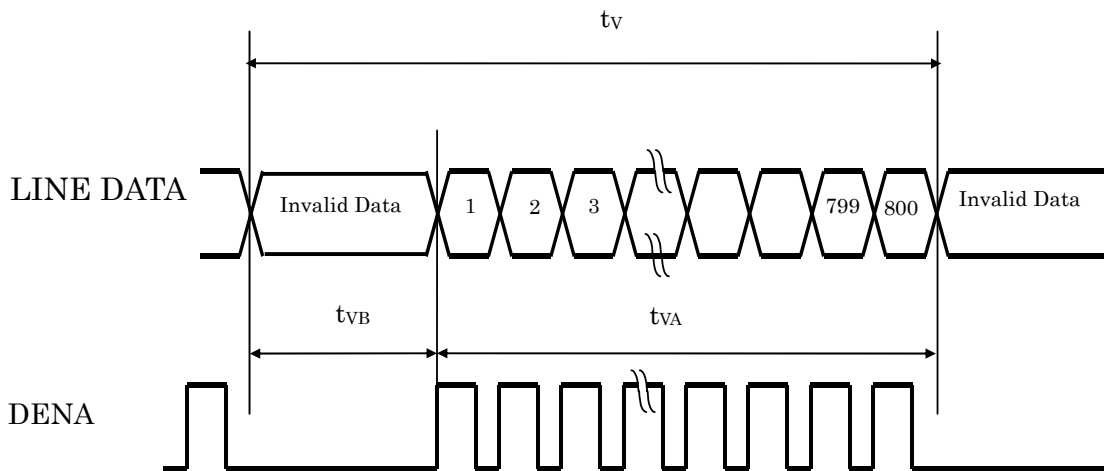 tV
LINE DATA
Invalid Data
1
2
3
799
800
Invalid Data
tVB
tVA
DENA